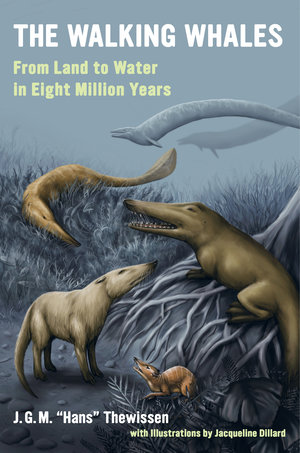 THE WALKING WHALES
From Land to Water
in Eight Million Years
J. G. M. “Hans” Thewissen
with Illustrations by Jacqueline Dillard